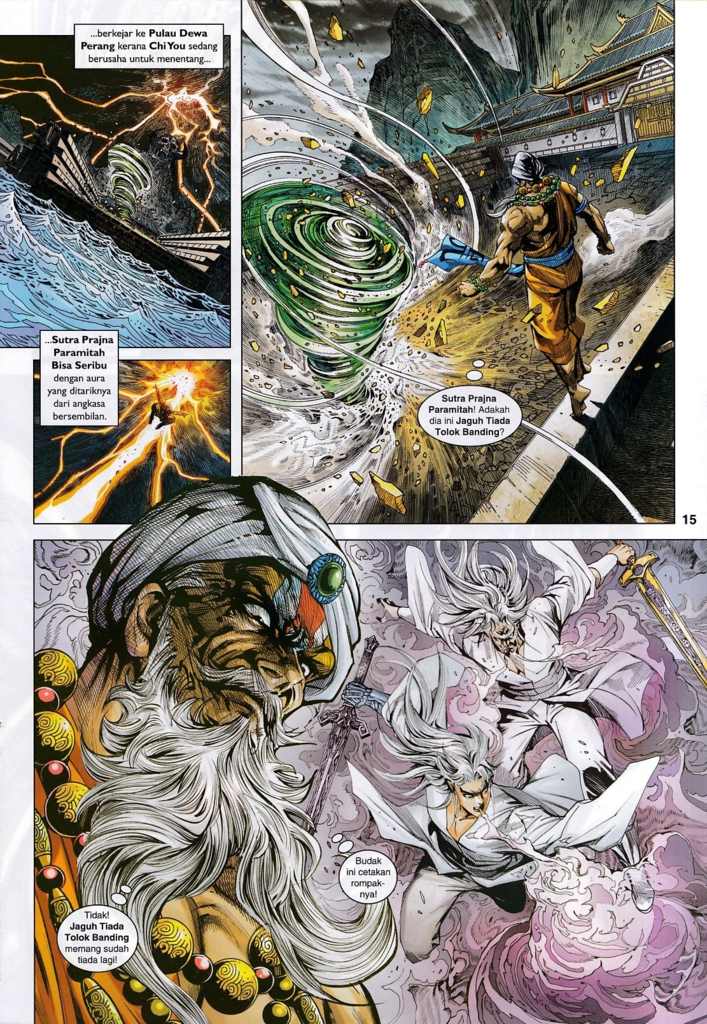 ...berkejar ke Pulau Dewa
Perang kerana Chi You sedang
berusaha untuk menentang...
...Sutra Prajna
Paramitah
Bisa Seribu
dengan aura
yang ditariknya
dari angkasa
bersembilan.
Sutra Prajna
Paramitah! Adakah
dia ini Jaguh Tiada
Tolok Banding?
15
Budak
ini cetakan
rompak-
nya!
Tidak!
Jaguh Tiada
Tolok Banding
memang sudah
tiada lagi!